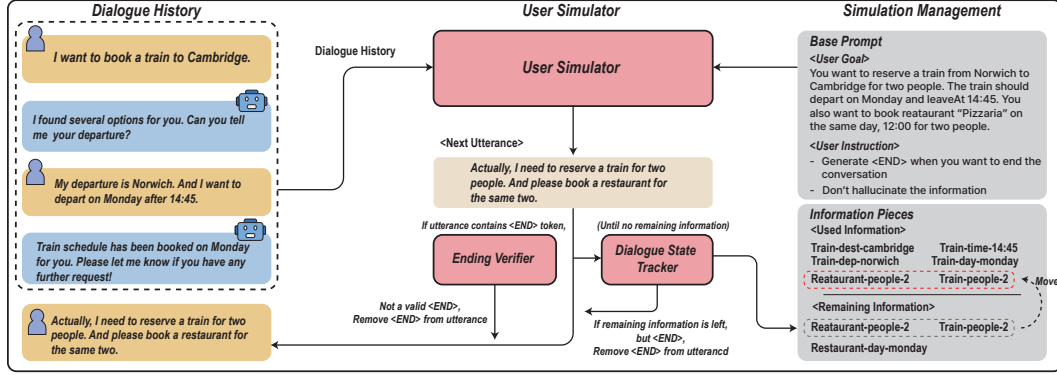 Dialogue History
I want to book a train to Cambridge.
I found several options for you. Can you tell
me your departure?
My departure is Norwich. And I want to
depart on Monday after 14:45.
Train schedule has been booked on Monday
for you. Please let me know if you have any
further request!
Actually, I need to reserve a train for two
people. And please book a restaurant for
the same two.
Dialogue History
User Simulator
User Simulator
<Next Utterance>
Actually, I need to reserve a train for two
people. And please book a restaurant for
the same two.
If utterance contains <END> token,
(Until no remaining information)
Ending Verifier
Dialogue State
Tracker
Not a valid <END>,
Remove <END> from utterance
If remaining information is left,
but <END>,
Remove <END> from utterancd
Simulation Management
Base Prompt
<User Goal>
You want to reserve a train from Norwich to
Cambridge for two people. The train should
depart on Monday and leaveAt 14:45. You
also want to book reataurant "Pizzaria" on
the same day, 12:00 for two people.
<User Instruction>
- Generate <END> when you want to end the
conversation
- Don't hallucinate the information
Information Pieces
<Used Information>
Train-dest-cambridge Train-time-14:45
Train-dep-norwich Train-day-monday
Reataurant-people-2 Train-people-2
Move
<Remaining Information>
Reataurant-people-2 Train-people-2
Restaurant-day-monday